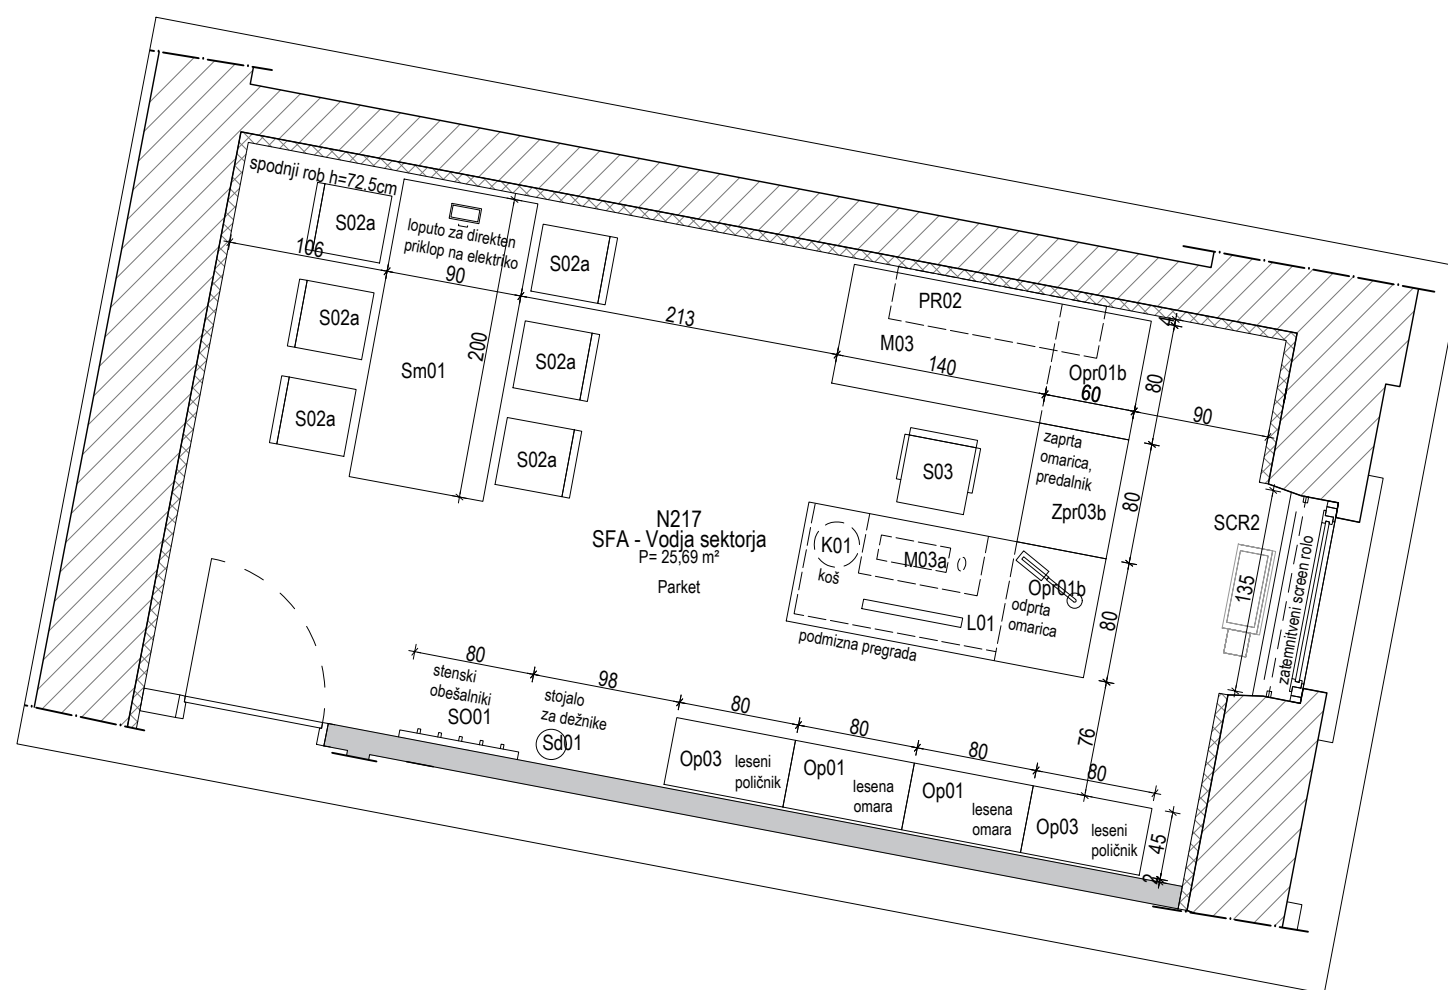 spodnji rob h=72.5cm
S02a
106
loputo za direkten
priklop na elektriko
90
S02a
S02a
S02a
S02a
S02a
Sm01
200
213
PR02
M03
140
Opr01b
60
4
80
90
S03
zaprta
omarica,
predalnik
Zpr03b
80
SCR2
135
zatemnitveni screen rolo
N217
SFA - Vodja sektorja
P= 25,69 m²
Parket
K01
koš
M03a
Opr01b
odprta
omarica
L01
podmizna pregrada
80
76
80
stenski
obešalniki
SO01
98
stojalo
za dežnike
Sd01
80
80
80
80
Op03
leseni
poličnik
Op01
lesena
omara
Op01
lesena
omara
Op03
leseni
poličnik
45
2